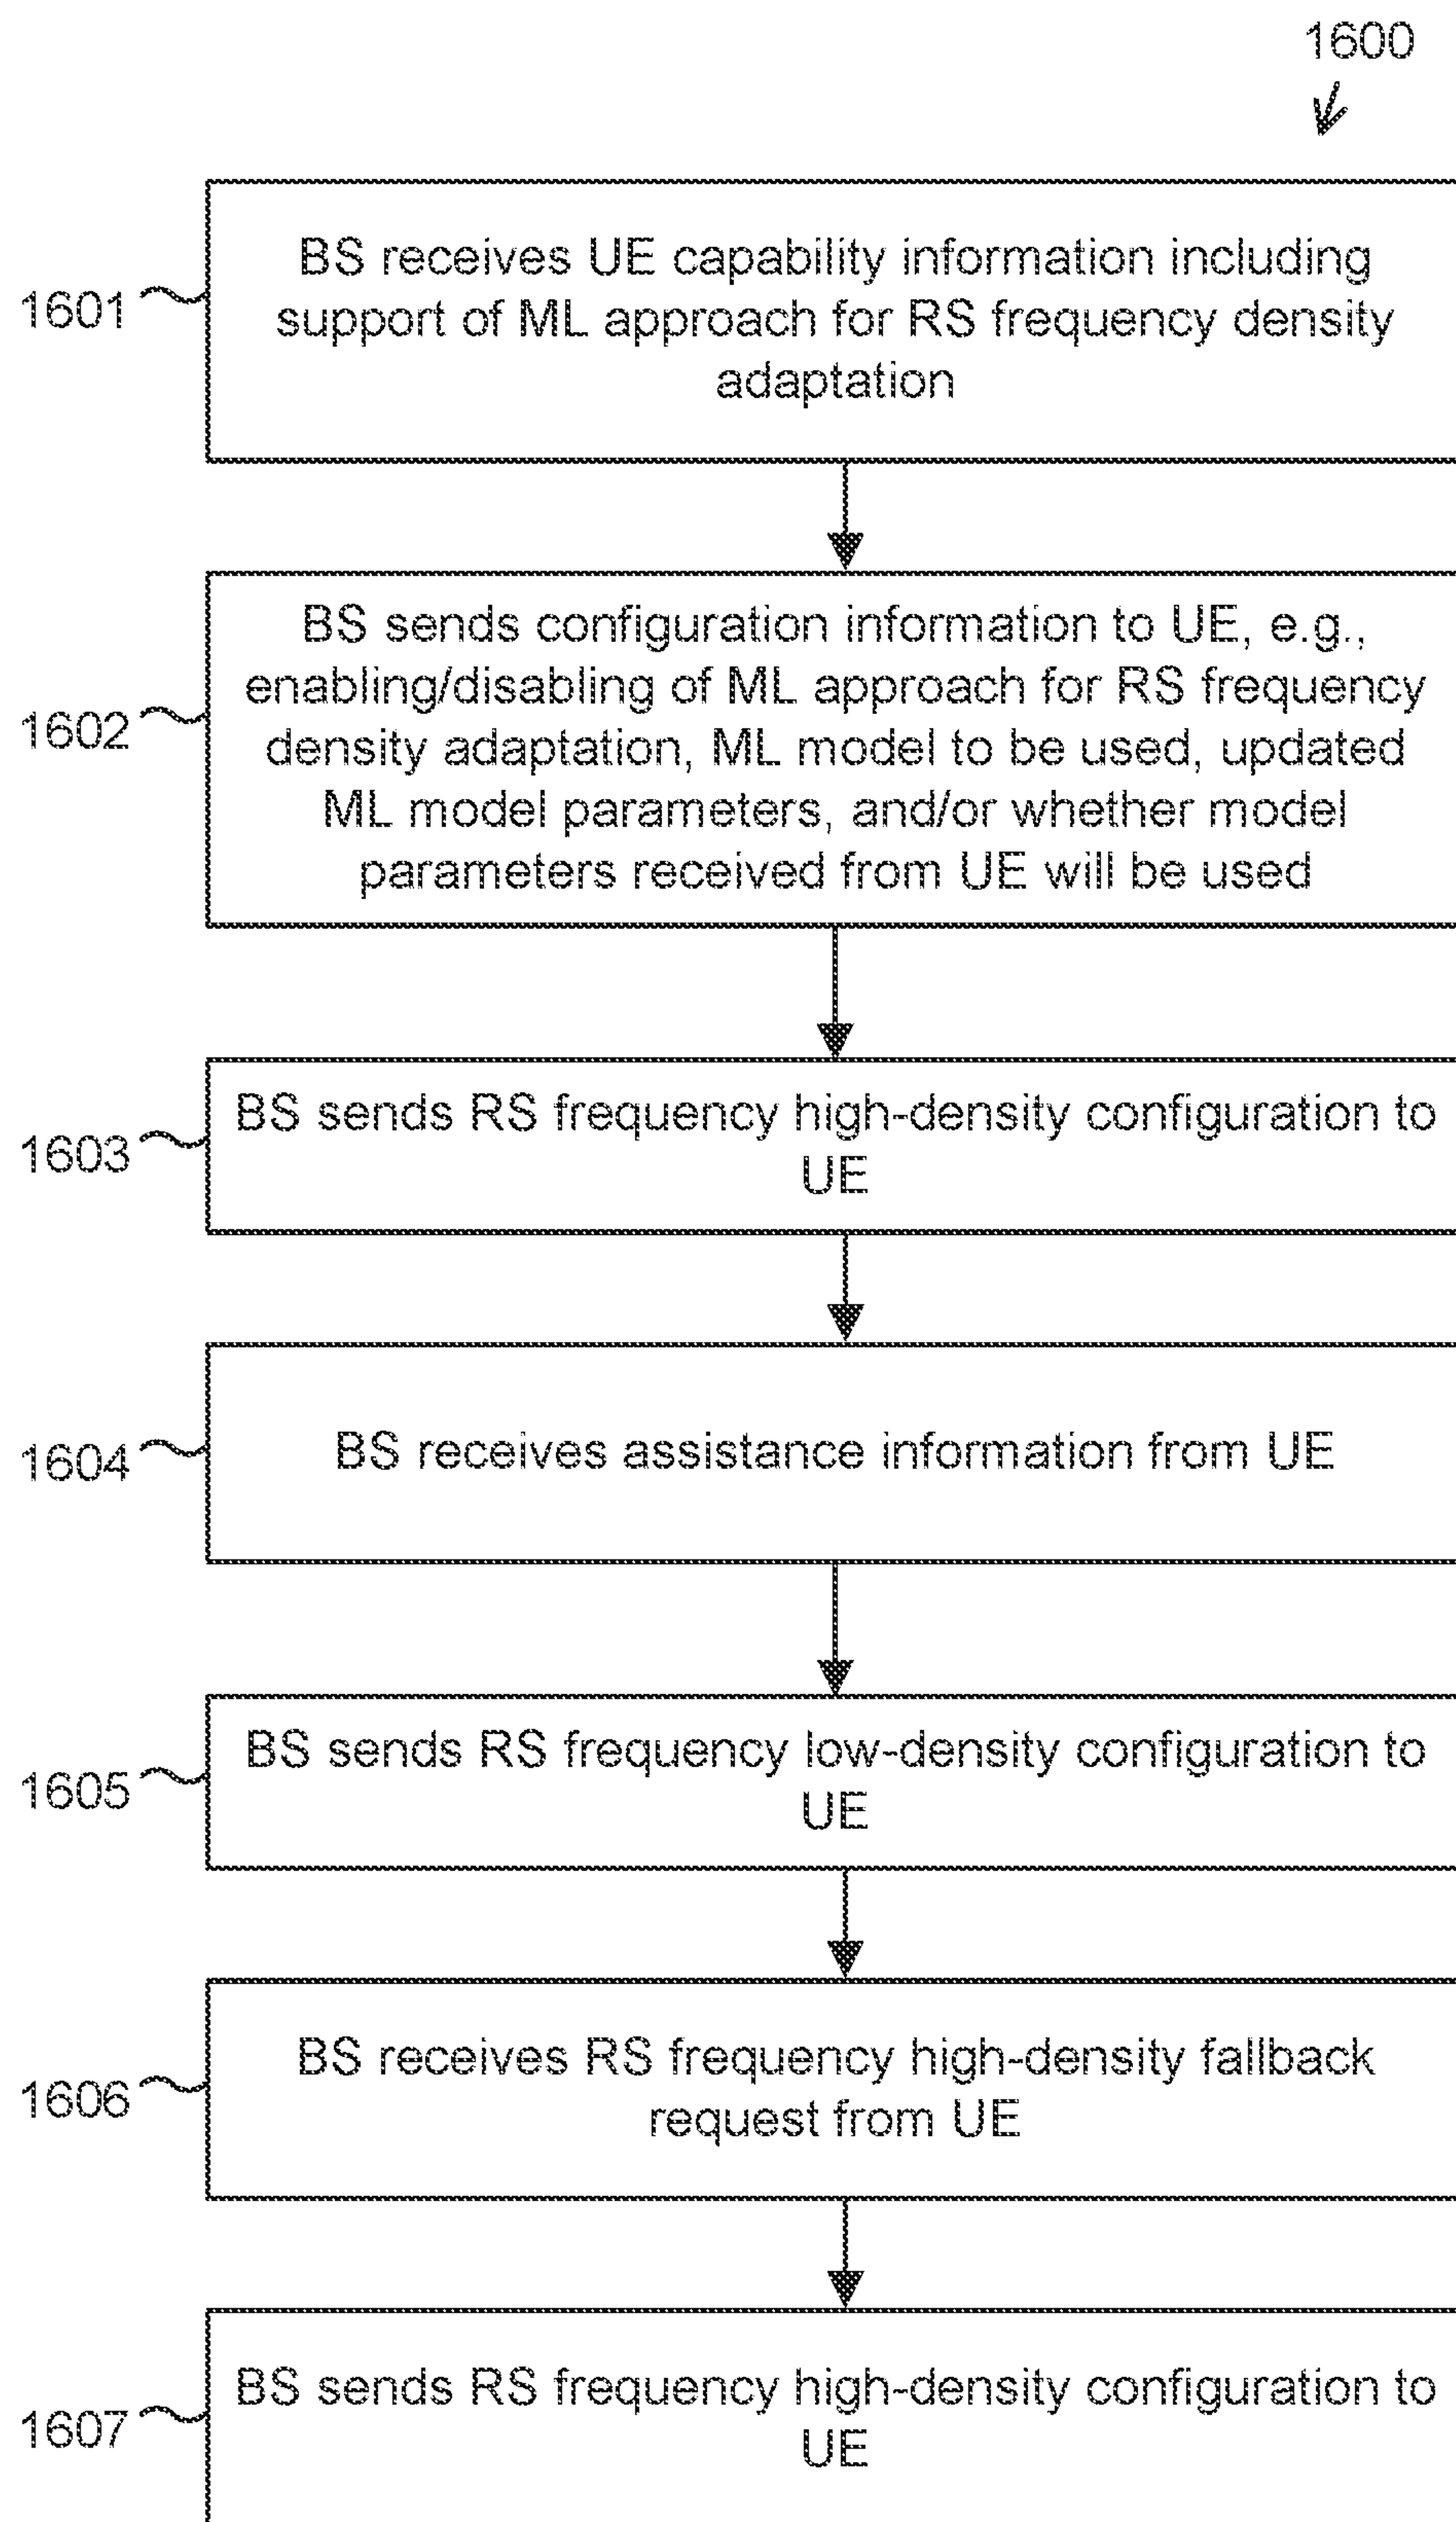 1600
BS receives UE capability information including
support of ML approach for RS frequency density
adaptation
1601
BS sends configuration information to UE, e.g.,
enabling/disabling of ML approach for RS frequency
density adaptation, ML model to be used, updated
ML model parameters, and/or whether model
parameters received from UE will be used
1602
BS sends RS frequency high-density configuration to
UE
1603
BS receives assistance information from UE
1604
BS sends RS frequency low-density configuration to
UE
1605
BS receives RS frequency high-density fallback
request from UE
1606
BS sends RS frequency high-density configuration to
UE
1607